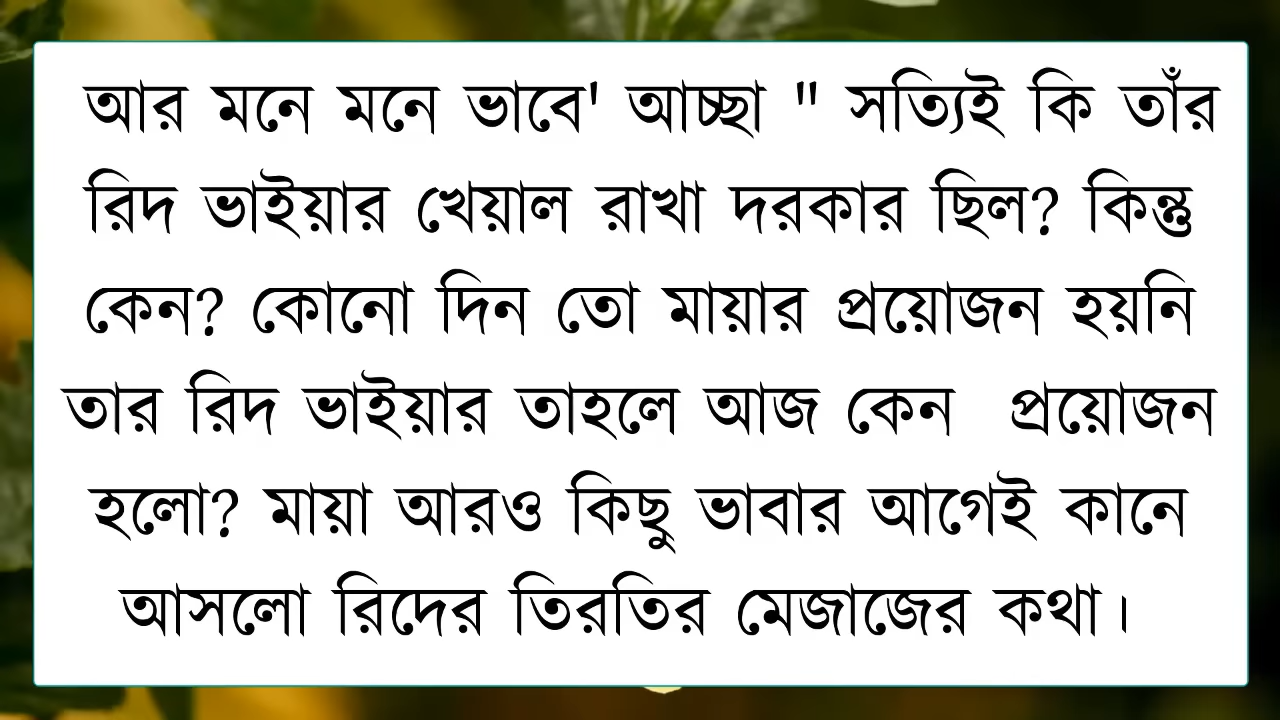 আর মনে মনে ভাবে' আচ্ছা " সত্যিই কি তাঁর
রিদ ভাইয়ার খেয়াল রাখা দরকার ছিল? কিন্তু
কেন? কোনো দিন তো মায়ার প্রয়োজন হয়নি
তার রিদ ভাইয়ার তাহলে আজ কেন প্রয়োজন
হলো? মায়া আরও কিছু ভাবার আগেই কানে
আসলো রিদের তিরতির মেজাজের কথা।